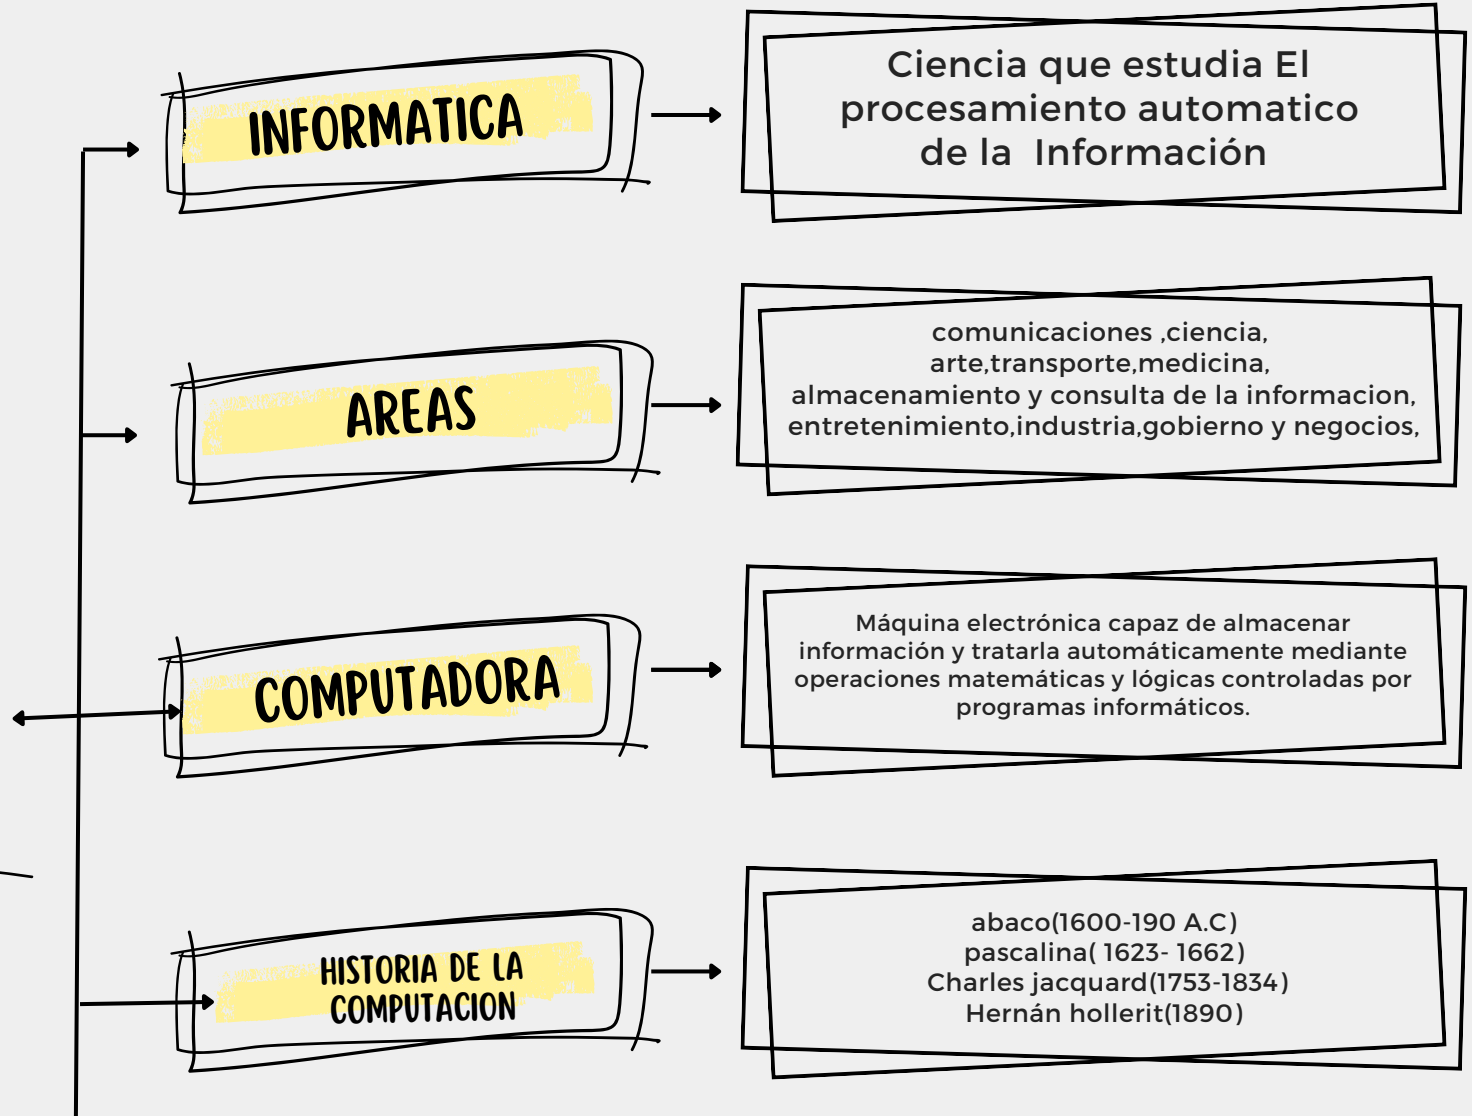 INFORMATICA
Ciencia que estudia El
procesamiento automatico
de la Información
AREAS
comunicaciones ,ciencia,
arte,transporte,medicina,
almacenamiento y consulta de la informacion,
entretenimiento,industria,gobierno y negocios,
COMPUTADORA
Máquina electrónica capaz de almacenar
información y tratarla automáticamente mediante
operaciones matemáticas y lógicas controladas por
programas informáticos.
HISTORIA DE LA
COMPUTACION
abaco(1600-190 A.C)
pascalina( 1623- 1662)
Charles jacquard(1753-1834)
Hernán hollerit(1890)